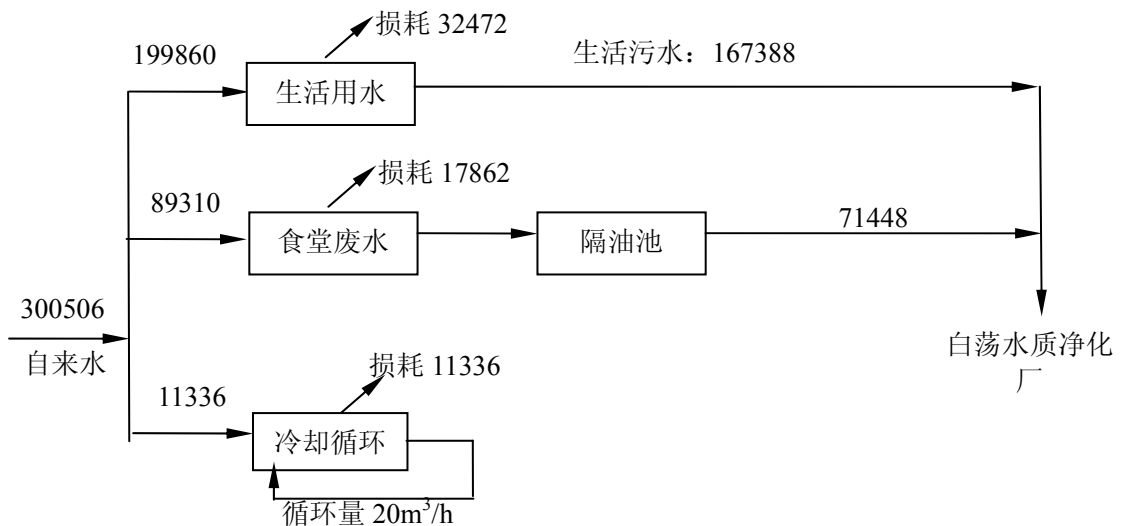 损耗 32472
199860
生活污水：167388
生活用水
损耗 17862
89310
71448
食堂废水
隔油池
300506
自来水
白荡水质净化
厂
损耗 11336
11336
冷却循环
循环量 20m³/h